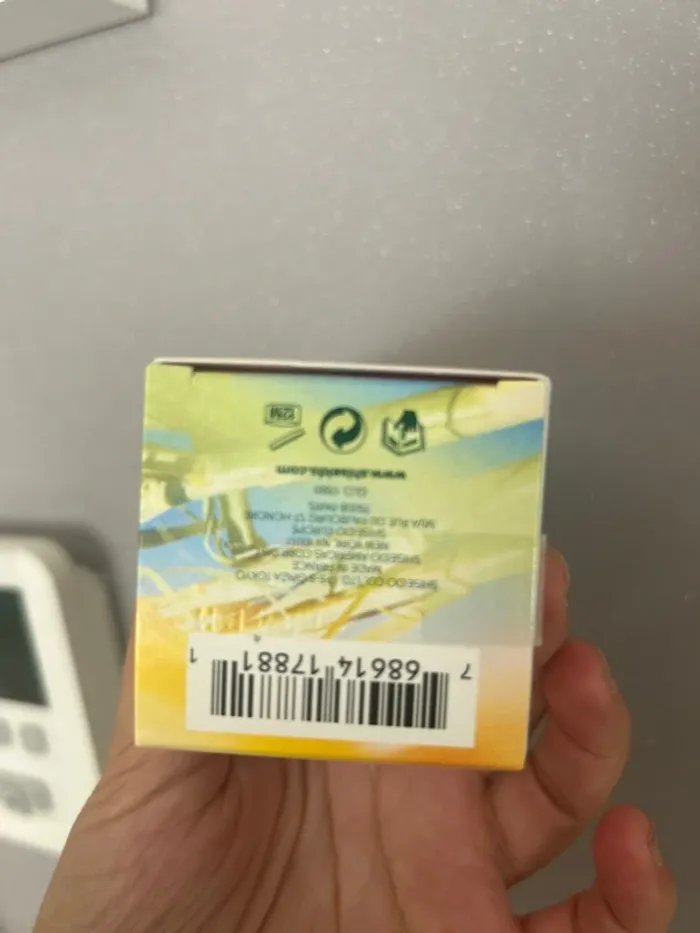 7 68614 17881 1
SHISEIDO CO., LTD. 7-5-5 GINZA TOKYO
MADE IN FRANCE
SHISEIDO AMERICAS CORP.
NEW YORK, NY 10017
SHISEIDO EUROPE
RUE DU FAUBOURG ST HONORE
75008 PARIS
www.shiseido.com
12M